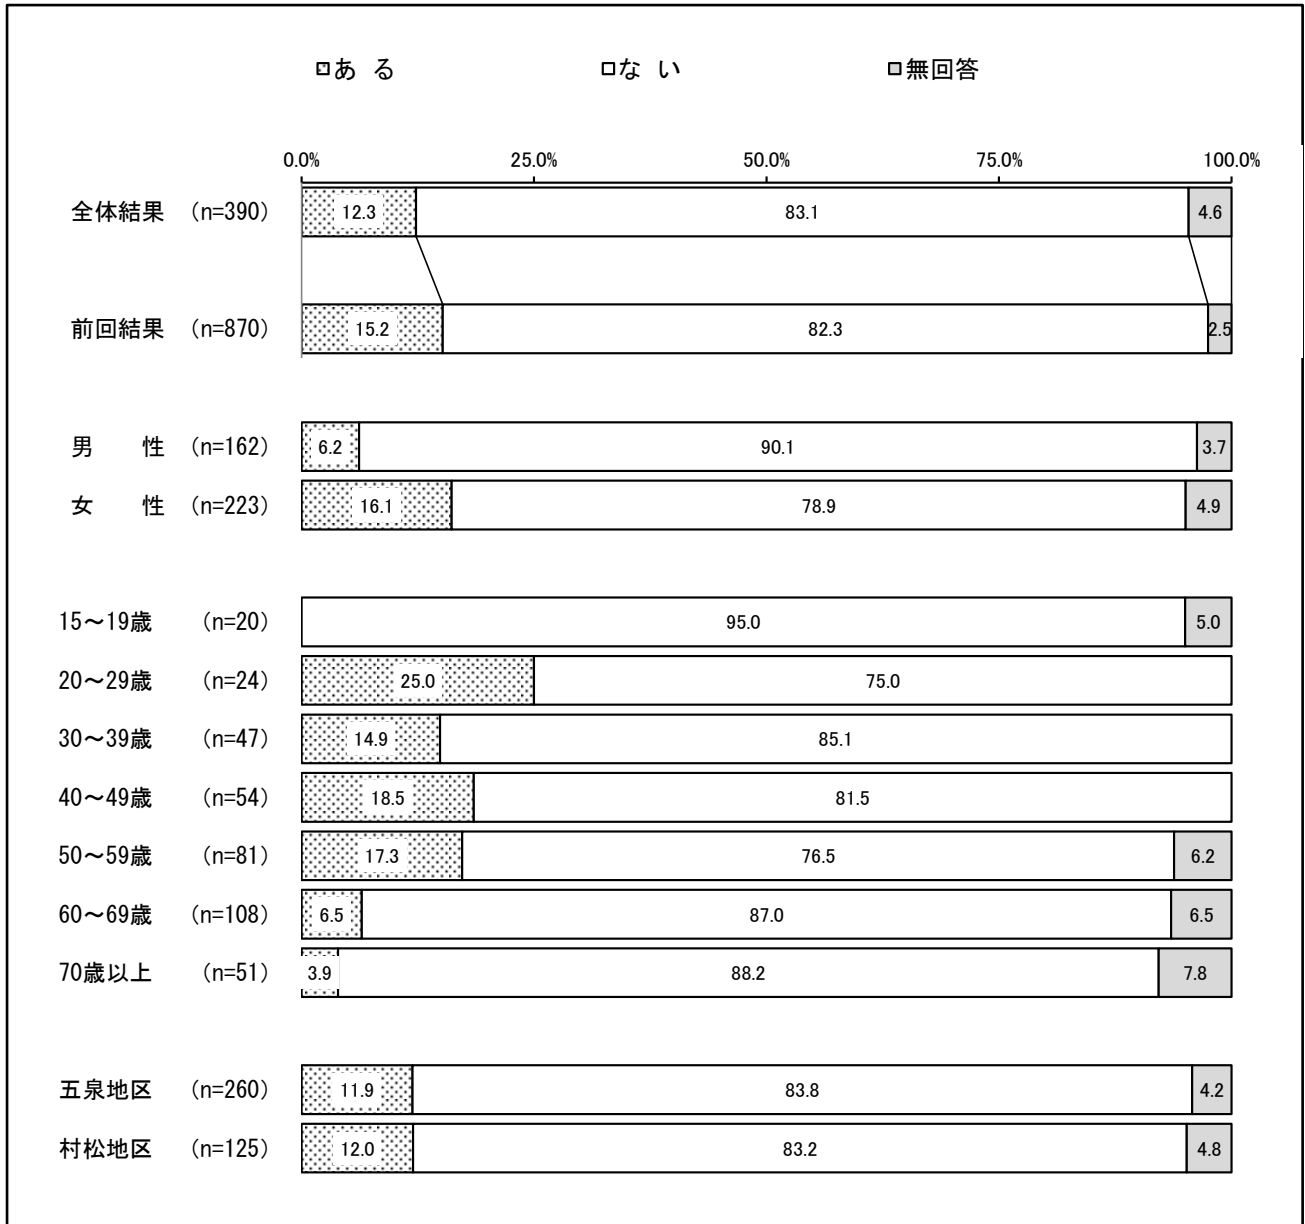 ある ない 無回答
0.0% 25.0% 50.0% 75.0% 100.0%
全体結果 (n=390) 12.3 83.1 4.6
前回結果 (n=870) 15.2 82.3 2.5
男 性 (n=162) 6.2 90.1 3.7
女 性 (n=223) 16.1 78.9 4.9
15～19歳 (n=20) 95.0 5.0
20～29歳 (n=24) 25.0 75.0
30～39歳 (n=47) 14.9 85.1
40～49歳 (n=54) 18.5 81.5
50～59歳 (n=81) 17.3 76.5 6.2
60～69歳 (n=108) 6.5 87.0 6.5
70歳以上 (n=51) 3.9 88.2 7.8
五泉地区 (n=260) 11.9 83.8 4.2
村松地区 (n=125) 12.0 83.2 4.8